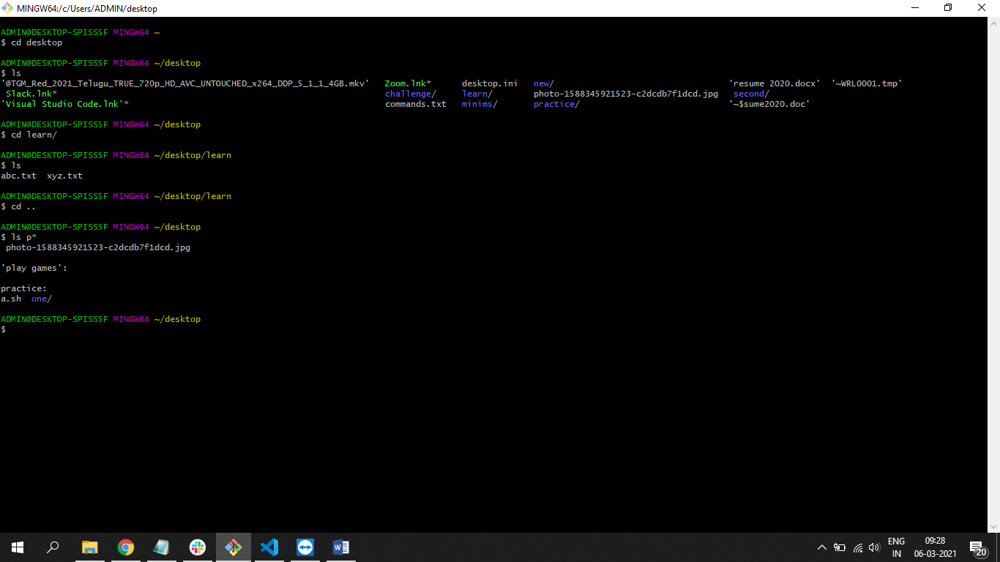 MINGW64:/c/Users/ADMIN/desktop
ADMIN@DESKTOP-SPISS5F MINGW64 ~
$ cd desktop
ADMIN@DESKTOP-SPISS5F MINGW64 ~/desktop
$ ls
'@TGM_Red_2021_Telugu_TRUE_720p_HD_AVC_UNTOUCHED_x264_DDP_5_1_1_4GB.mkv'   Zoom.lnk*   desktop.ini   new/   'resume 2020.docx'   '~WRL0001.tmp'
Slack.lnk*   challenge/   learn/   photo-1588345921523-c2dcdb7f1dcd.jpg   second/
'Visual Studio Code.lnk'*   commands.txt   minims/   practice/   '~$sume2020.doc'
ADMIN@DESKTOP-SPISS5F MINGW64 ~/desktop
$ cd learn/
ADMIN@DESKTOP-SPISS5F MINGW64 ~/desktop/learn
$ ls
abc.txt  xyz.txt
ADMIN@DESKTOP-SPISS5F MINGW64 ~/desktop/learn
$ cd ..
ADMIN@DESKTOP-SPISS5F MINGW64 ~/desktop
$ ls p*
photo-1588345921523-c2dcdb7f1dcd.jpg
'play games':
practice:
a.sh  one/
ADMIN@DESKTOP-SPISS5F MINGW64 ~/desktop
$
ENG 09:28
IN 06-03-2021 20